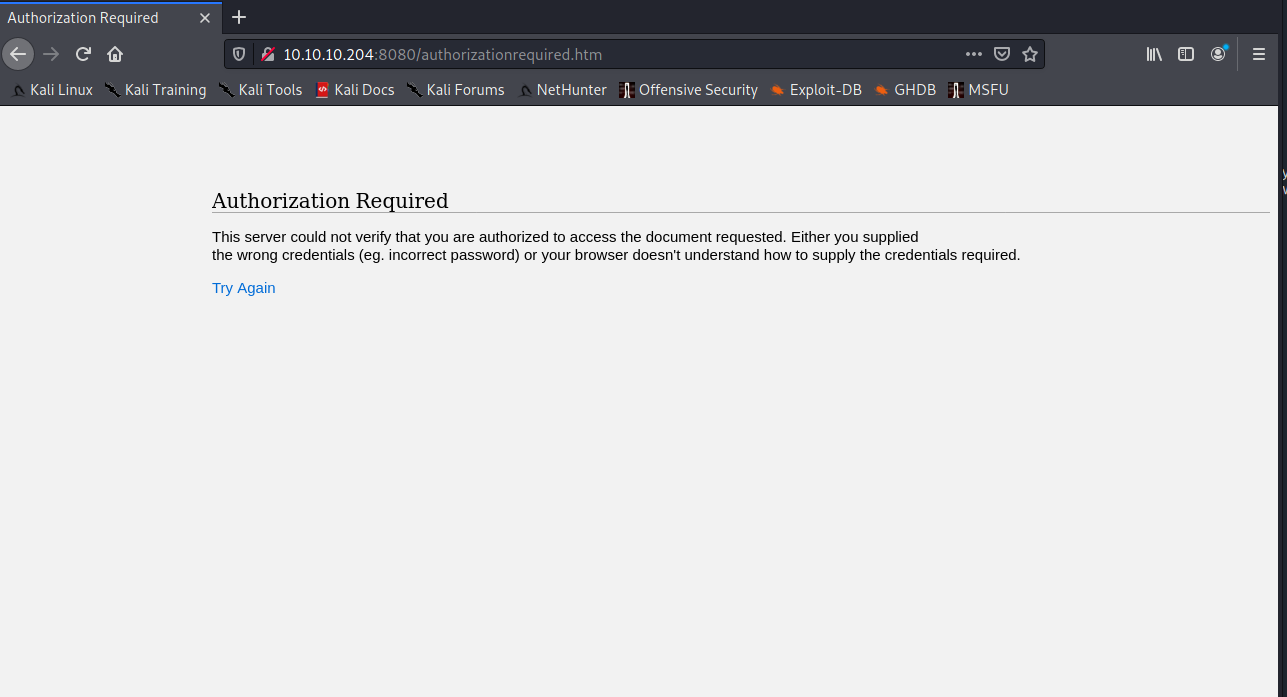 Authorization Required
10.10.10.204:8080/authorizationrequired.htm
Kali Linux Kali Training Kali Tools Kali Docs Kali Forums NetHunter Offensive Security Exploit-DB GHDB MSFU
Authorization Required
This server could not verify that you are authorized to access the document requested. Either you supplied
the wrong credentials (eg. incorrect password) or your browser doesn't understand how to supply the credentials required.
Try Again